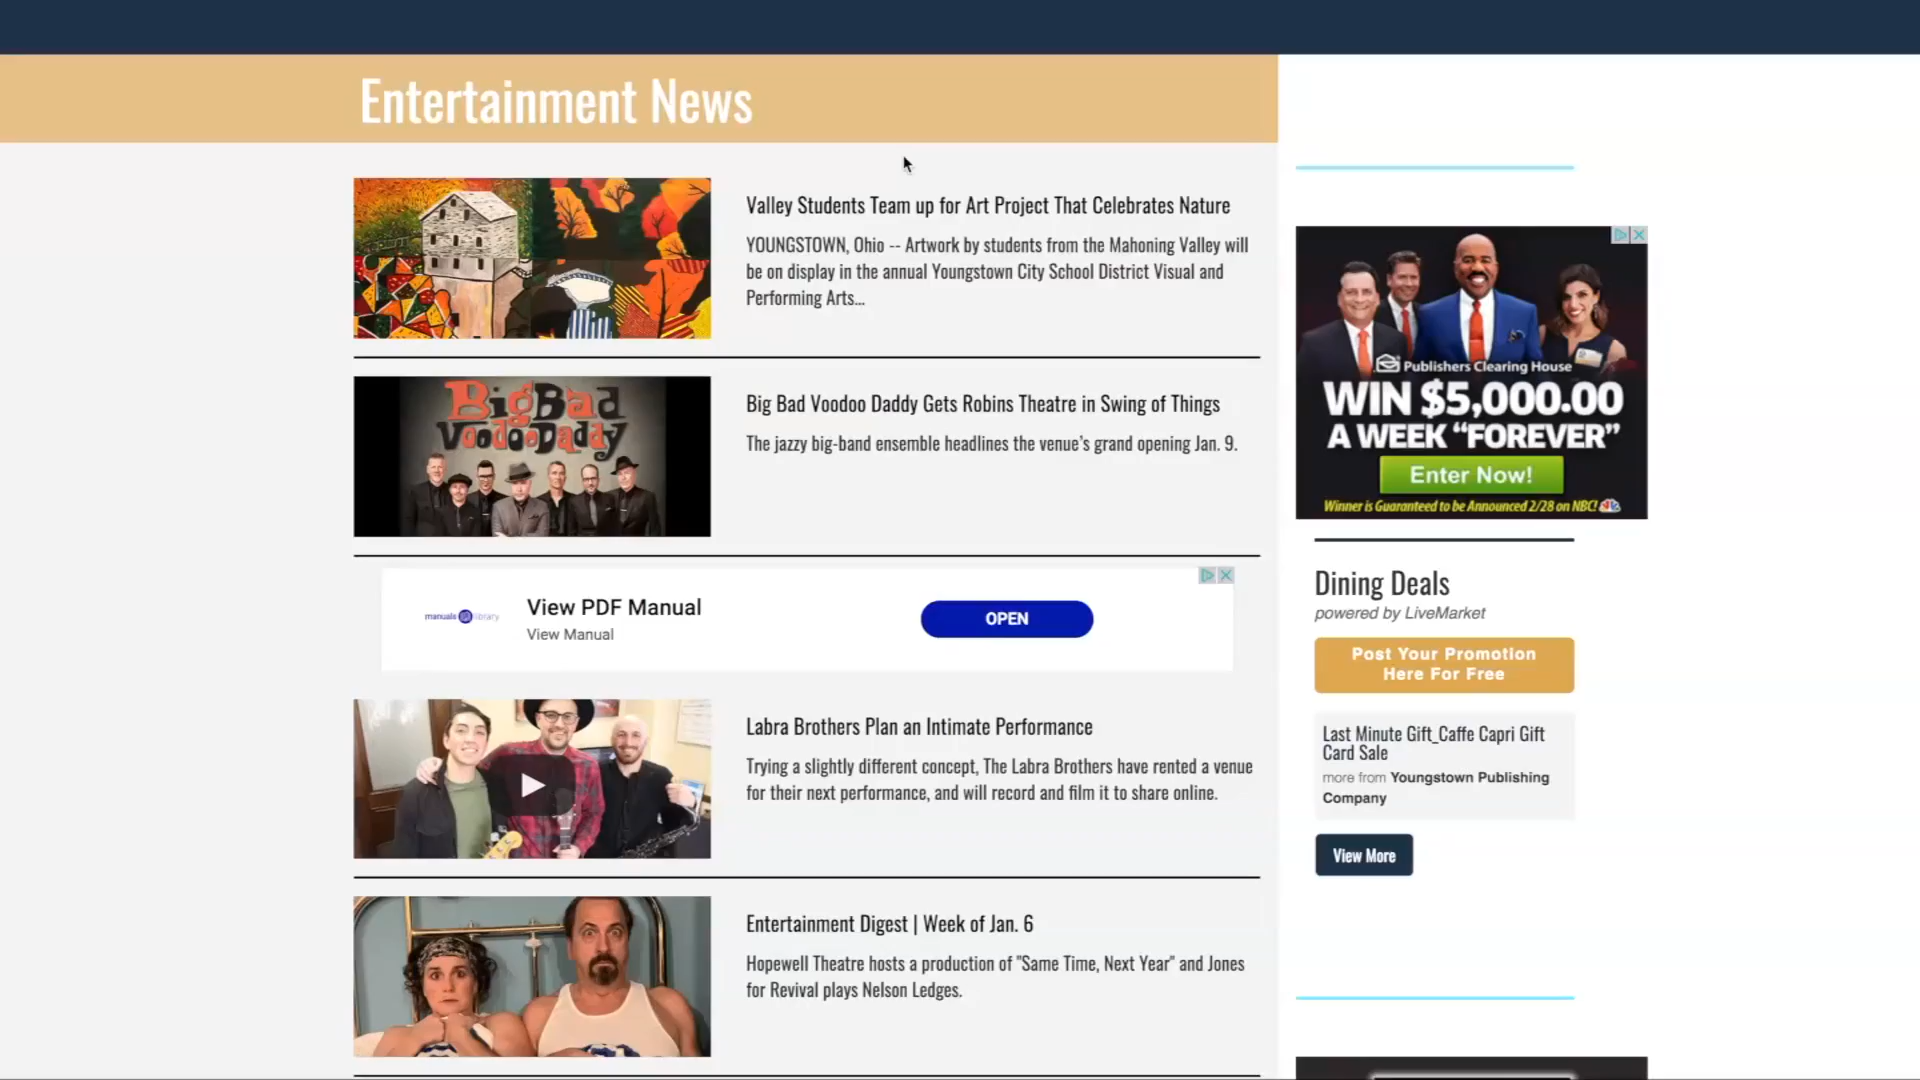 Entertainment News
Valley Students Team up for Art Project That Celebrates Nature
YOUNGSTOWN, Ohio -- Artwork by students from the Mahoning Valley will
be on display in the annual Youngstown City School District Visual and
Performing Arts...
BigBad
VoodooDaddy
Big Bad Voodoo Daddy Gets Robins Theatre in Swing of Things
The jazzy big-band ensemble headlines the venue's grand opening Jan. 9.
manuals library
View PDF Manual
View Manual
OPEN
Labra Brothers Plan an Intimate Performance
Trying a slightly different concept, The Labra Brothers have rented a venue
for their next performance, and will record and film it to share online.
Entertainment Digest | Week of Jan. 6
Hopewell Theatre hosts a production of "Same Time, Next Year" and Jones
for Revival plays Nelson Ledges.
Publishers Clearing House
WIN $5,000.00
A WEEK “FOREVER”
Enter Now!
Winner is Guaranteed to be Announced 2/28 on NBC!
Dining Deals
powered by LiveMarket
Post Your Promotion
Here For Free
Last Minute Gift_Caffe Capri Gift
Card Sale
more from Youngstown Publishing
Company
View More